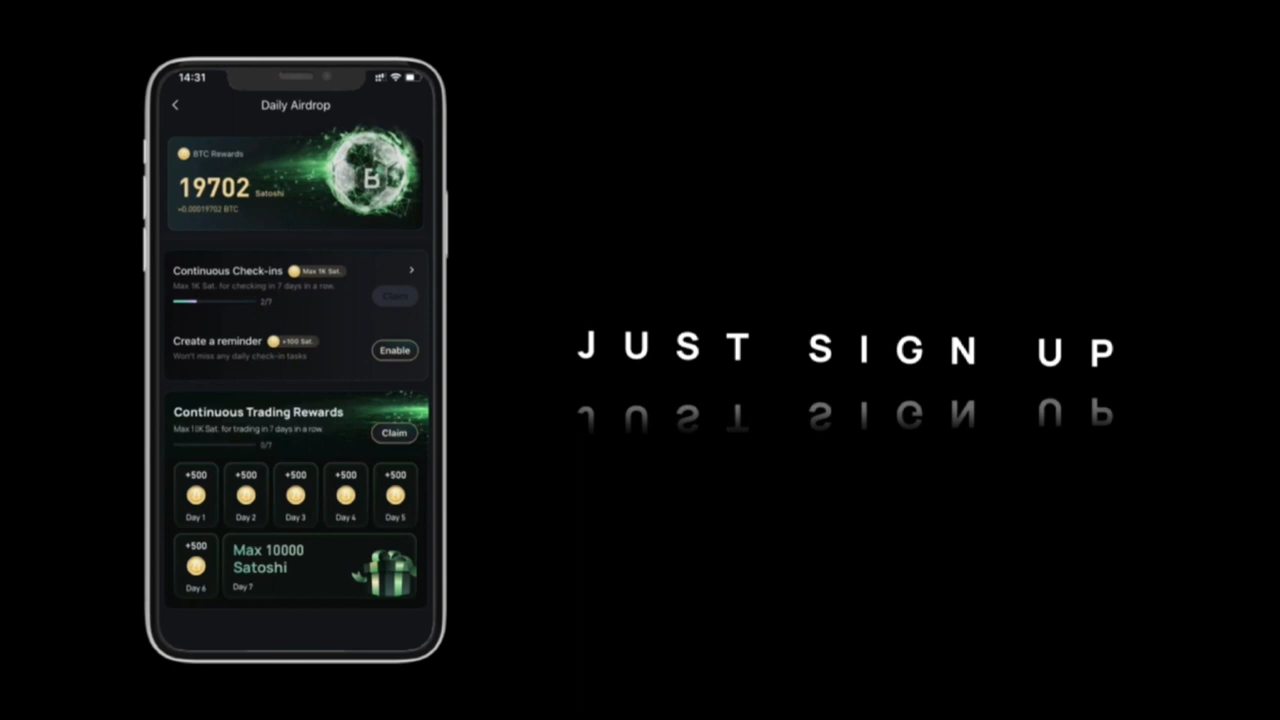 14:31
Daily Airdrop
BTC Rewards
19702 Satoshi
≈0.00019702 BTC
Continuous Check-ins Max 1K Sat.
Max 1K Sat. for checking in 7 days in a row.
Claim
2/7
Create a reminder +100 Sat.
Enable
Won't miss any daily check-in tasks
Continuous Trading Rewards
Max 10K Sat. for trading in 7 days in a row.
Claim
0/7
+500 +500 +500 +500 +500
Day 1 Day 2 Day 3 Day 4 Day 5
+500
Day 6
Max 10000
Satoshi
Day 7
JUST SIGN UP